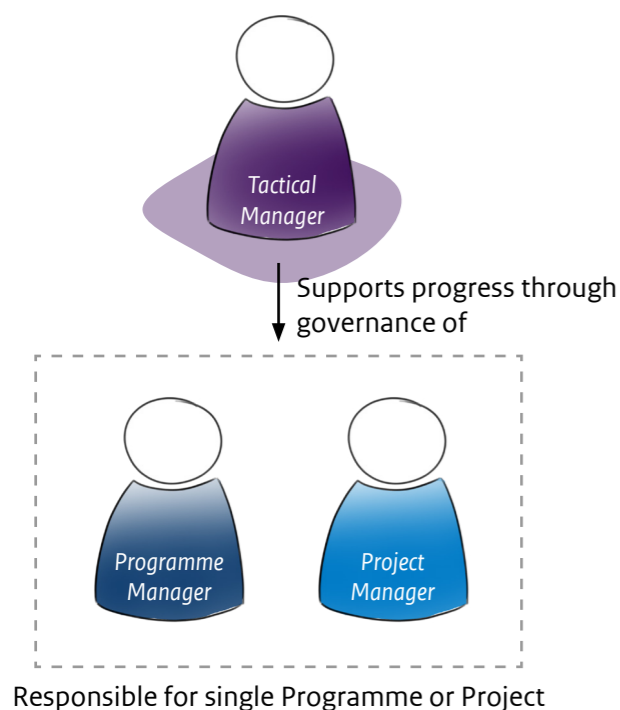 Tactical
Manager
Supports progress through
governance of
Programme
Manager
Project
Manager
Responsible for single Programme or Project